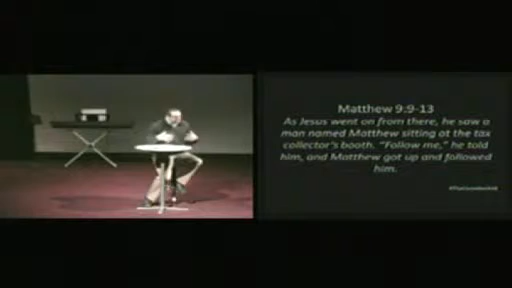 Matthew 9:9-13
As Jesus went on from there, he saw a
man named Matthew sitting at the tax
collector's booth. "Follow me," he told
him, and Matthew got up and followed
him.